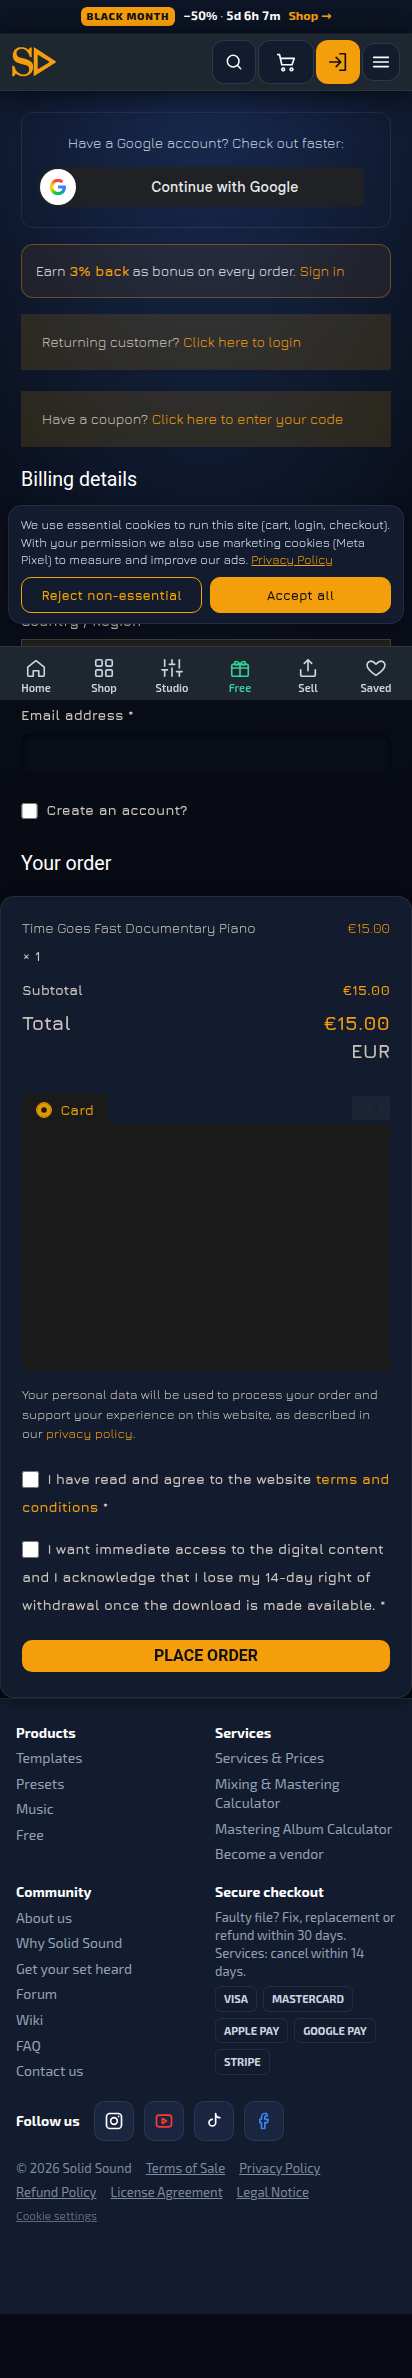 BLACK MONTH −50% · 5d 6h 7m Shop →
SD
Have a Google account? Check out faster:
Continue with Google
Earn 3% back as bonus on every order. Sign in
Returning customer? Click here to login
Have a coupon? Click here to enter your code
Billing details
We use essential cookies to run this site (cart, login, checkout).
With your permission we also use marketing cookies (Meta
Pixel) to measure and improve our ads. Privacy Policy
Reject non-essential Accept all
Country / Region
Home Shop Studio Free Sell Saved
Email address *
Create an account?
Your order
Time Goes Fast Documentary Piano €15.00
× 1
Subtotal €15.00
Total €15.00
EUR
Card
Your personal data will be used to process your order and
support your experience on this website, as described in
our privacy policy.
I have read and agree to the website terms and
conditions *
I want immediate access to the digital content
and I acknowledge that I lose my 14-day right of
withdrawal once the download is made available. *
PLACE ORDER
Products
Templates
Presets
Music
Free
Services
Services & Prices
Mixing & Mastering
Calculator
Mastering Album Calculator
Become a vendor
Community
About us
Why Solid Sound
Get your set heard
Forum
Wiki
FAQ
Contact us
Secure checkout
Faulty file? Fix, replacement or
refund within 30 days.
Services: cancel within 14
days.
VISA MASTERCARD
APPLE PAY GOOGLE PAY
STRIPE
Follow us
© 2026 Solid Sound Terms of Sale Privacy Policy
Refund Policy License Agreement Legal Notice
Cookie settings